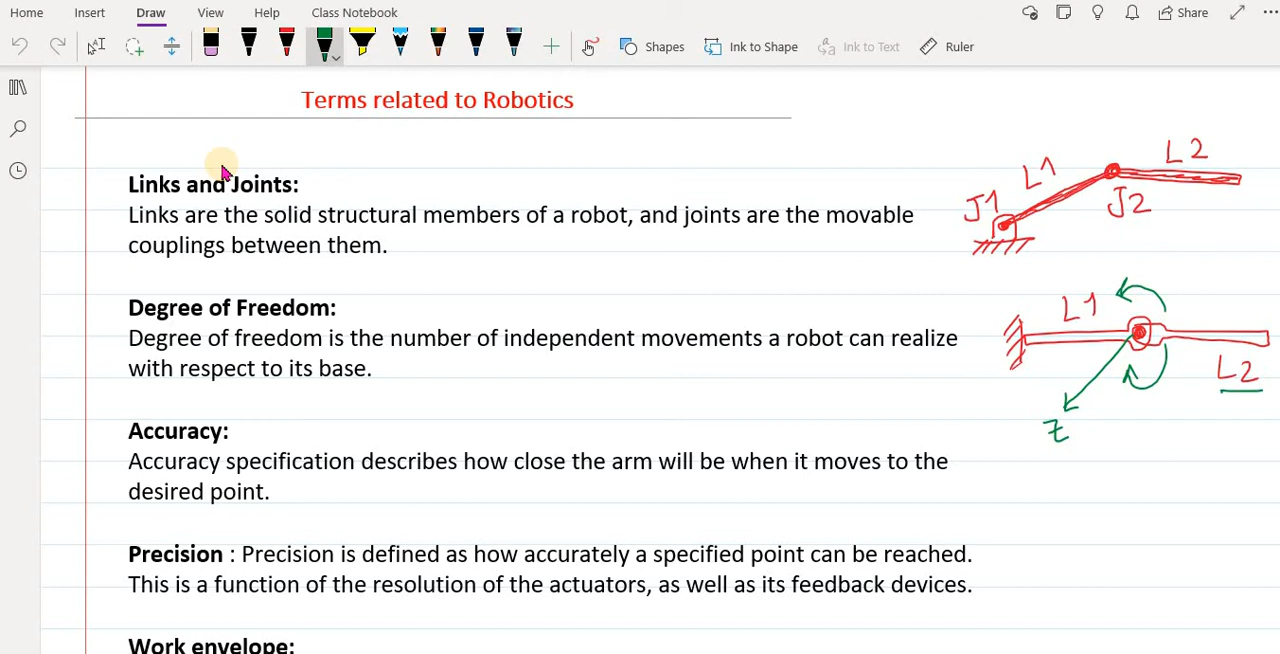 Home Insert Draw View Help Class Notebook Share
Shapes Ink to Shape Ink to Text Ruler
Terms related to Robotics
Links and Joints:
Links are the solid structural members of a robot, and joints are the movable
couplings between them.
J1 L1 J2 L2
Degree of Freedom:
Degree of freedom is the number of independent movements a robot can realize
with respect to its base.
L1 L2
Z
Accuracy:
Accuracy specification describes how close the arm will be when it moves to the
desired point.
Precision : Precision is defined as how accurately a specified point can be reached.
This is a function of the resolution of the actuators, as well as its feedback devices.
Work envelope: